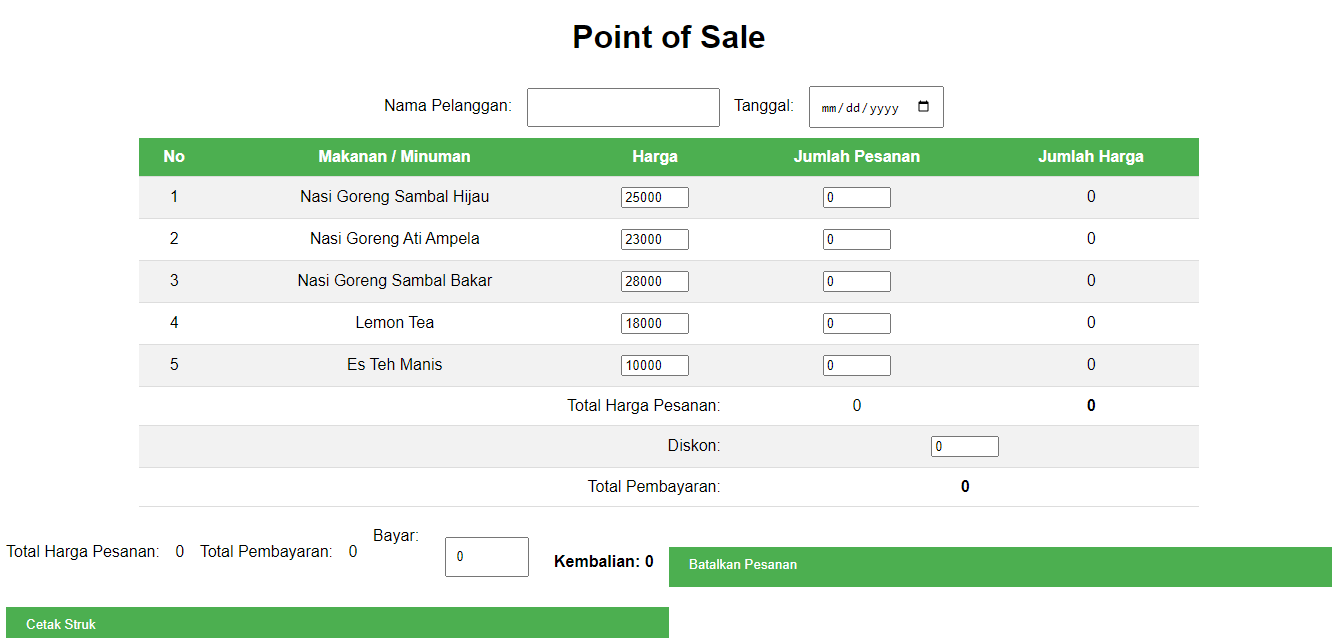 Point of Sale
Nama Pelanggan: Tanggal: mm/dd/yyyy
No Makanan / Minuman Harga Jumlah Pesanan Jumlah Harga
1 Nasi Goreng Sambal Hijau 25000 0 0
2 Nasi Goreng Ati Ampela 23000 0 0
3 Nasi Goreng Sambal Bakar 28000 0 0
4 Lemon Tea 18000 0 0
5 Es Teh Manis 10000 0 0
Total Harga Pesanan: 0 0
Diskon: 0
Total Pembayaran: 0
Total Harga Pesanan: 0 Total Pembayaran: 0 Bayar: 0 Kembalian: 0 Batalkan Pesanan
Cetak Struk